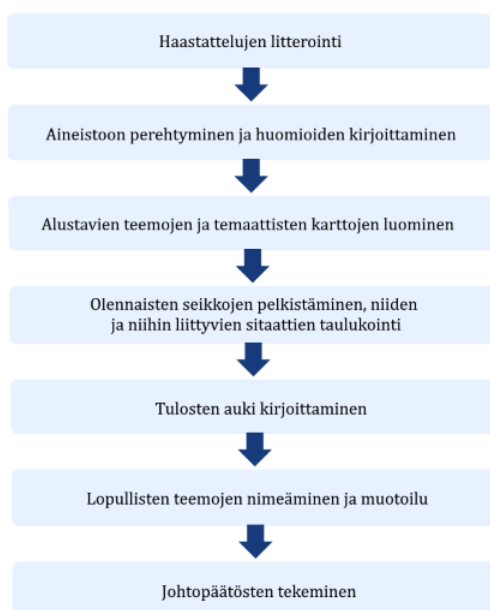 Haastattelujen litterointi
Aineistoon perehtyminen ja huomioiden kirjoittaminen
Alustavien teemojen ja temaattisten karttojen luominen
Olennaisten seikkojen pelkistäminen, niiden
ja niihin liittyvien sitaattien taulukointi
Tulosten auki kirjoittaminen
Lopullisten teemojen nimeäminen ja muotoilu
Johtopäätösten tekeminen